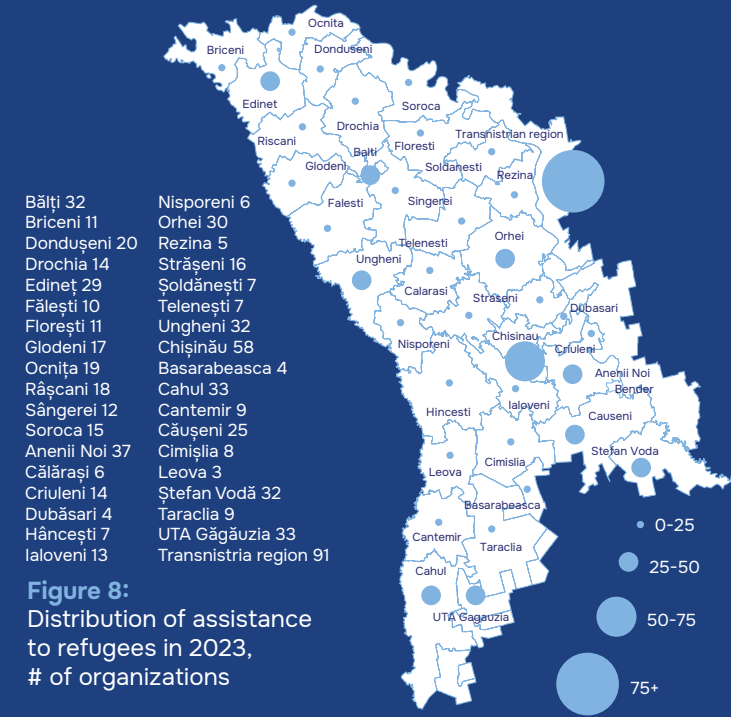 Ocnita
Briceni
Donduseni
Edinet
Soroca
Drochia
Transnistrian region
Riscani
Floresti
Balti
Glodeni
Soldanesti
Rezina
Falesti
Singerei
Orhei
Telenesti
Ungheni
Calarasi
Straseni
Dubasari
Chisinau
Nisporeni
Criuleni
Anenii Noi
Bender
Hincesti
Ialoveni
Causeni
Stefan Voda
Leova
Cimislia
Basarabeasca
Cantemir
Taraclia
Cahul
UTA Gagauzia
Bălți 32
Briceni 11
Dondușeni 20
Drochia 14
Edineț 29
Fălești 10
Florești 11
Glodeni 17
Ocnița 19
Râșcani 18
Sângerei 12
Soroca 15
Anenii Noi 37
Călărași 6
Criuleni 14
Dubăsari 4
Hâncești 7
Ialoveni 13
Nisporeni 6
Orhei 30
Rezina 5
Strășeni 16
Șoldănești 7
Telenești 7
Ungheni 32
Chișinău 58
Basarabeasca 4
Cahul 33
Cantemir 9
Căușeni 25
Cimișlia 8
Leova 3
Ștefan Vodă 32
Taraclia 9
UTA Găgăuzia 33
Transnistria region 91
0-25
25-50
50-75
75+
Figure 8:
Distribution of assistance
to refugees in 2023,
# of organizations